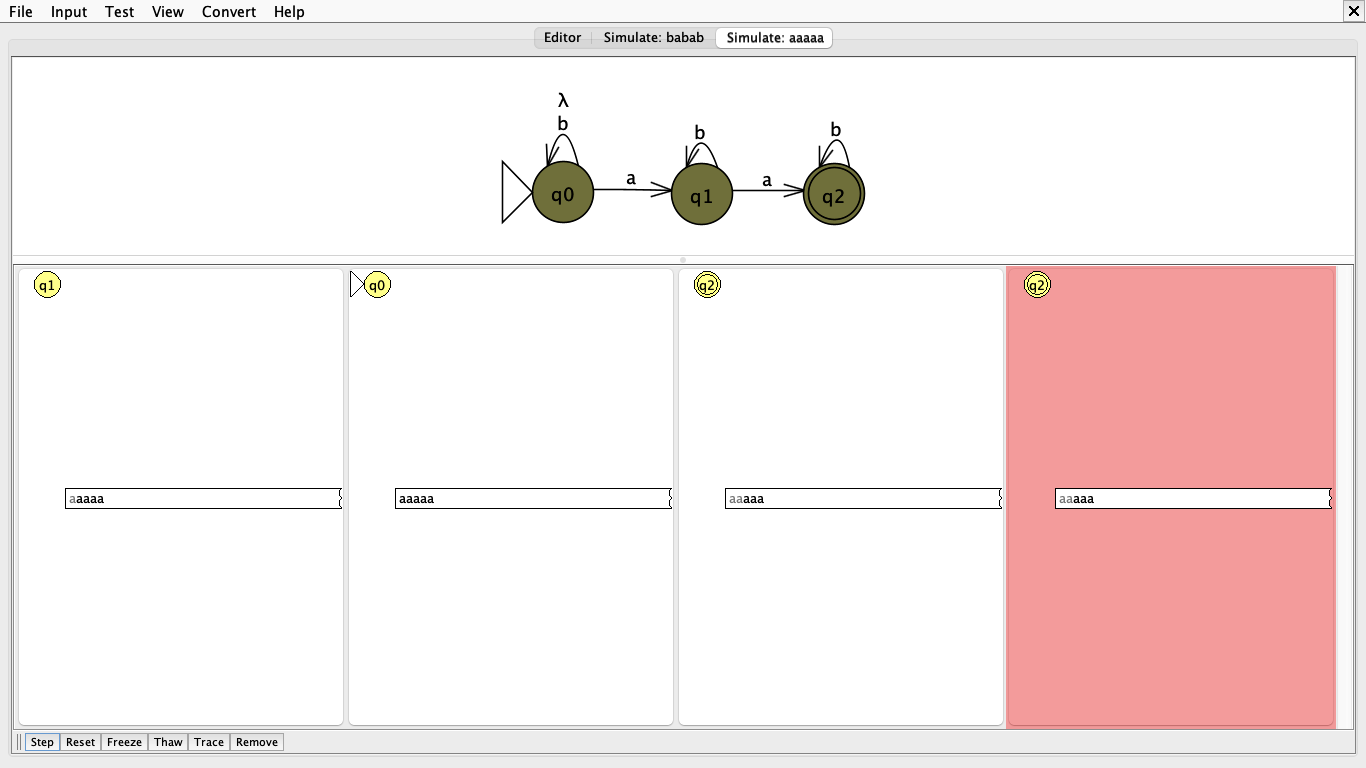 File Input Test View Convert Help
Editor Simulate: babab Simulate: aaaaa
λ
b b b
a a
q0 q1 q2
q1 q0 q2 q2
aaaaa aaaaa aaaaa aaaaa
Step Reset Freeze Thaw Trace Remove